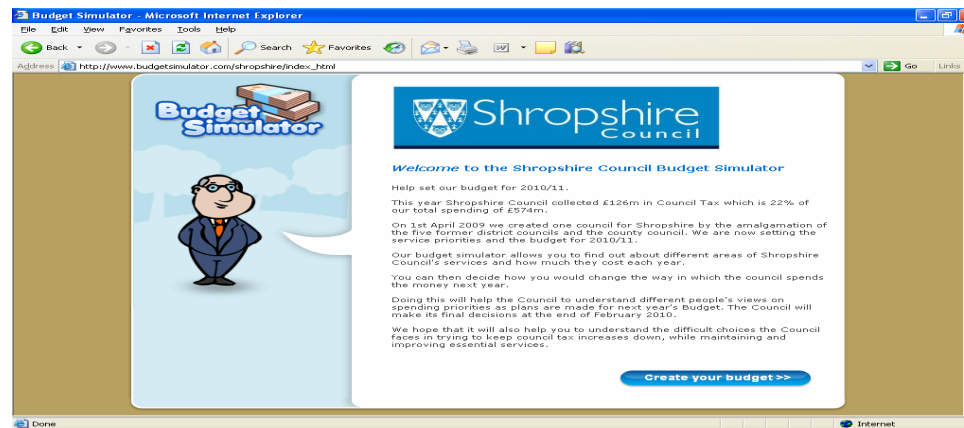 Budget Simulator - Microsoft Internet Explorer
File Edit View Favorites Tools Help
Back Search Favorites
Address http://www.budgetsimulator.com/shropshire/index_html Go Links
Budget
Simulator
Shropshire
Council
Welcome to the Shropshire Council Budget Simulator
Help set our budget for 2010/11.
This year Shropshire Council collected £126m in Council Tax which is 22% of
our total spending of £574m.
On 1st April 2009 we created one council for Shropshire by the amalgamation of
the five former district councils and the county council. We are now setting the
service priorities and the budget for 2010/11.
Our budget simulator allows you to find out about different areas of Shropshire
Council's services and how much they cost each year.
You can then decide how you would change the way in which the council spends
the money next year.
Doing this will help the Council to understand different people's views on
spending priorities as plans are made for next year's Budget. The Council will
make its final decisions at the end of February 2010.
We hope that it will also help you to understand the difficult choices the Council
faces in trying to keep council tax increases down, while maintaining and
improving essential services.
Create your budget >>
Done Internet